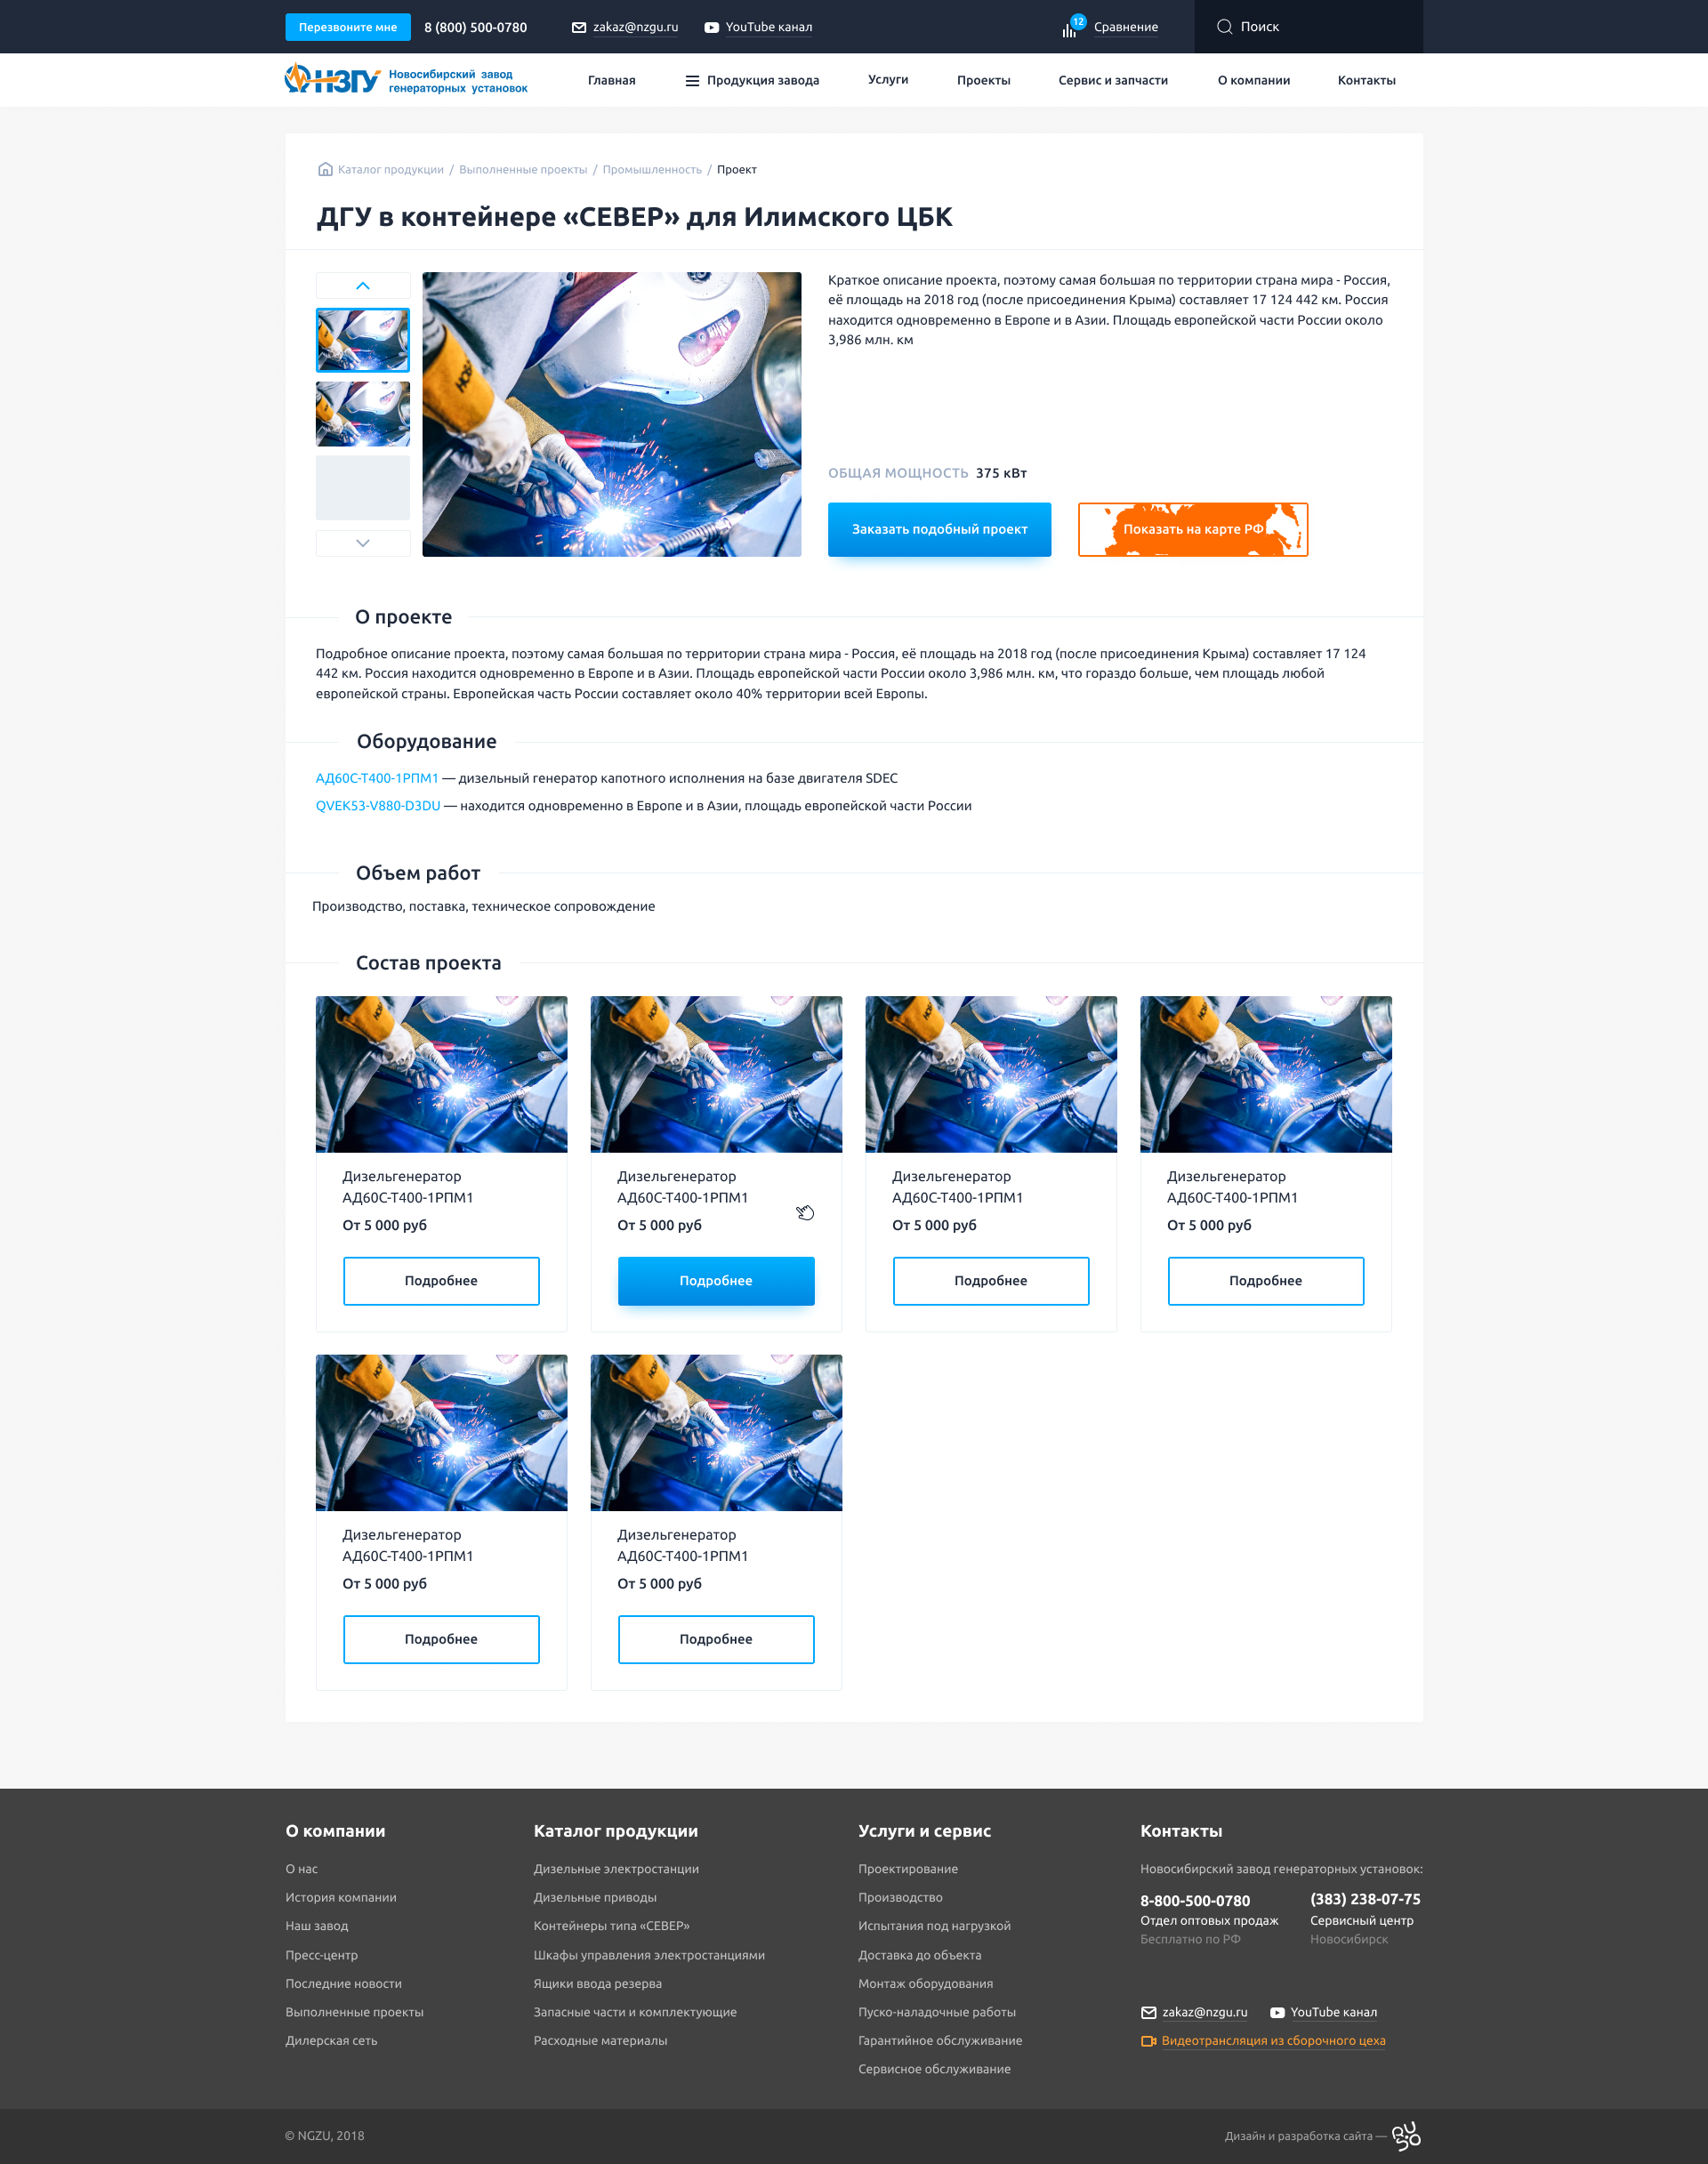 Перезвоните мне
8 (800) 500-0780
zakaz@nzgu.ru
YouTube канал
12
Сравнение
Поиск
НЗГУ
Новосибирский завод
генераторных установок
Главная
Продукция завода
Услуги
Проекты
Сервис и запчасти
О компании
Контакты
Каталог продукции / Выполненные проекты / Промышленность / Проект
ДГУ в контейнере «СЕВЕР» для Илимского ЦБК
Краткое описание проекта, поэтому самая большая по территории страна мира - Россия,
её площадь на 2018 год (после присоединения Крыма) составляет 17 124 442 км. Россия
находится одновременно в Европе и в Азии. Площадь европейской части России около
3,986 млн. км
ОБЩАЯ МОЩНОСТЬ 375 кВт
Заказать подобный проект
Показать на карте РФ
О проекте
Подробное описание проекта, поэтому самая большая по территории страна мира - Россия, её площадь на 2018 год (после присоединения Крыма) составляет 17 124
442 км. Россия находится одновременно в Европе и в Азии. Площадь европейской части России около 3,986 млн. км, что гораздо больше, чем площадь любой
европейской страны. Европейская часть России составляет около 40% территории всей Европы.
Оборудование
АД60С-Т400-1РПМ1 — дизельный генератор капотного исполнения на базе двигателя SDEC
QVEK53-V880-D3DU — находится одновременно в Европе и в Азии, площадь европейской части России
Объем работ
Производство, поставка, техническое сопровождение
Состав проекта
Дизельгенератор
АД60С-Т400-1РПМ1
От 5 000 руб
Подробнее
Дизельгенератор
АД60С-Т400-1РПМ1
От 5 000 руб
Подробнее
Дизельгенератор
АД60С-Т400-1РПМ1
От 5 000 руб
Подробнее
Дизельгенератор
АД60С-Т400-1РПМ1
От 5 000 руб
Подробнее
Дизельгенератор
АД60С-Т400-1РПМ1
От 5 000 руб
Подробнее
Дизельгенератор
АД60С-Т400-1РПМ1
От 5 000 руб
Подробнее
О компании
О нас
История компании
Наш завод
Пресс-центр
Последние новости
Выполненные проекты
Дилерская сеть
Каталог продукции
Дизельные электростанции
Дизельные приводы
Контейнеры типа «СЕВЕР»
Шкафы управления электростанциями
Ящики ввода резерва
Запасные части и комплектующие
Расходные материалы
Услуги и сервис
Проектирование
Производство
Испытания под нагрузкой
Доставка до объекта
Монтаж оборудования
Пуско-наладочные работы
Гарантийное обслуживание
Сервисное обслуживание
Контакты
Новосибирский завод генераторных установок:
8-800-500-0780
Отдел оптовых продаж
Бесплатно по РФ
(383) 238-07-75
Сервисный центр
Новосибирск
zakaz@nzgu.ru
YouTube канал
Видеотрансляция из сборочного цеха
© NGZU, 2018
Дизайн и разработка сайта —